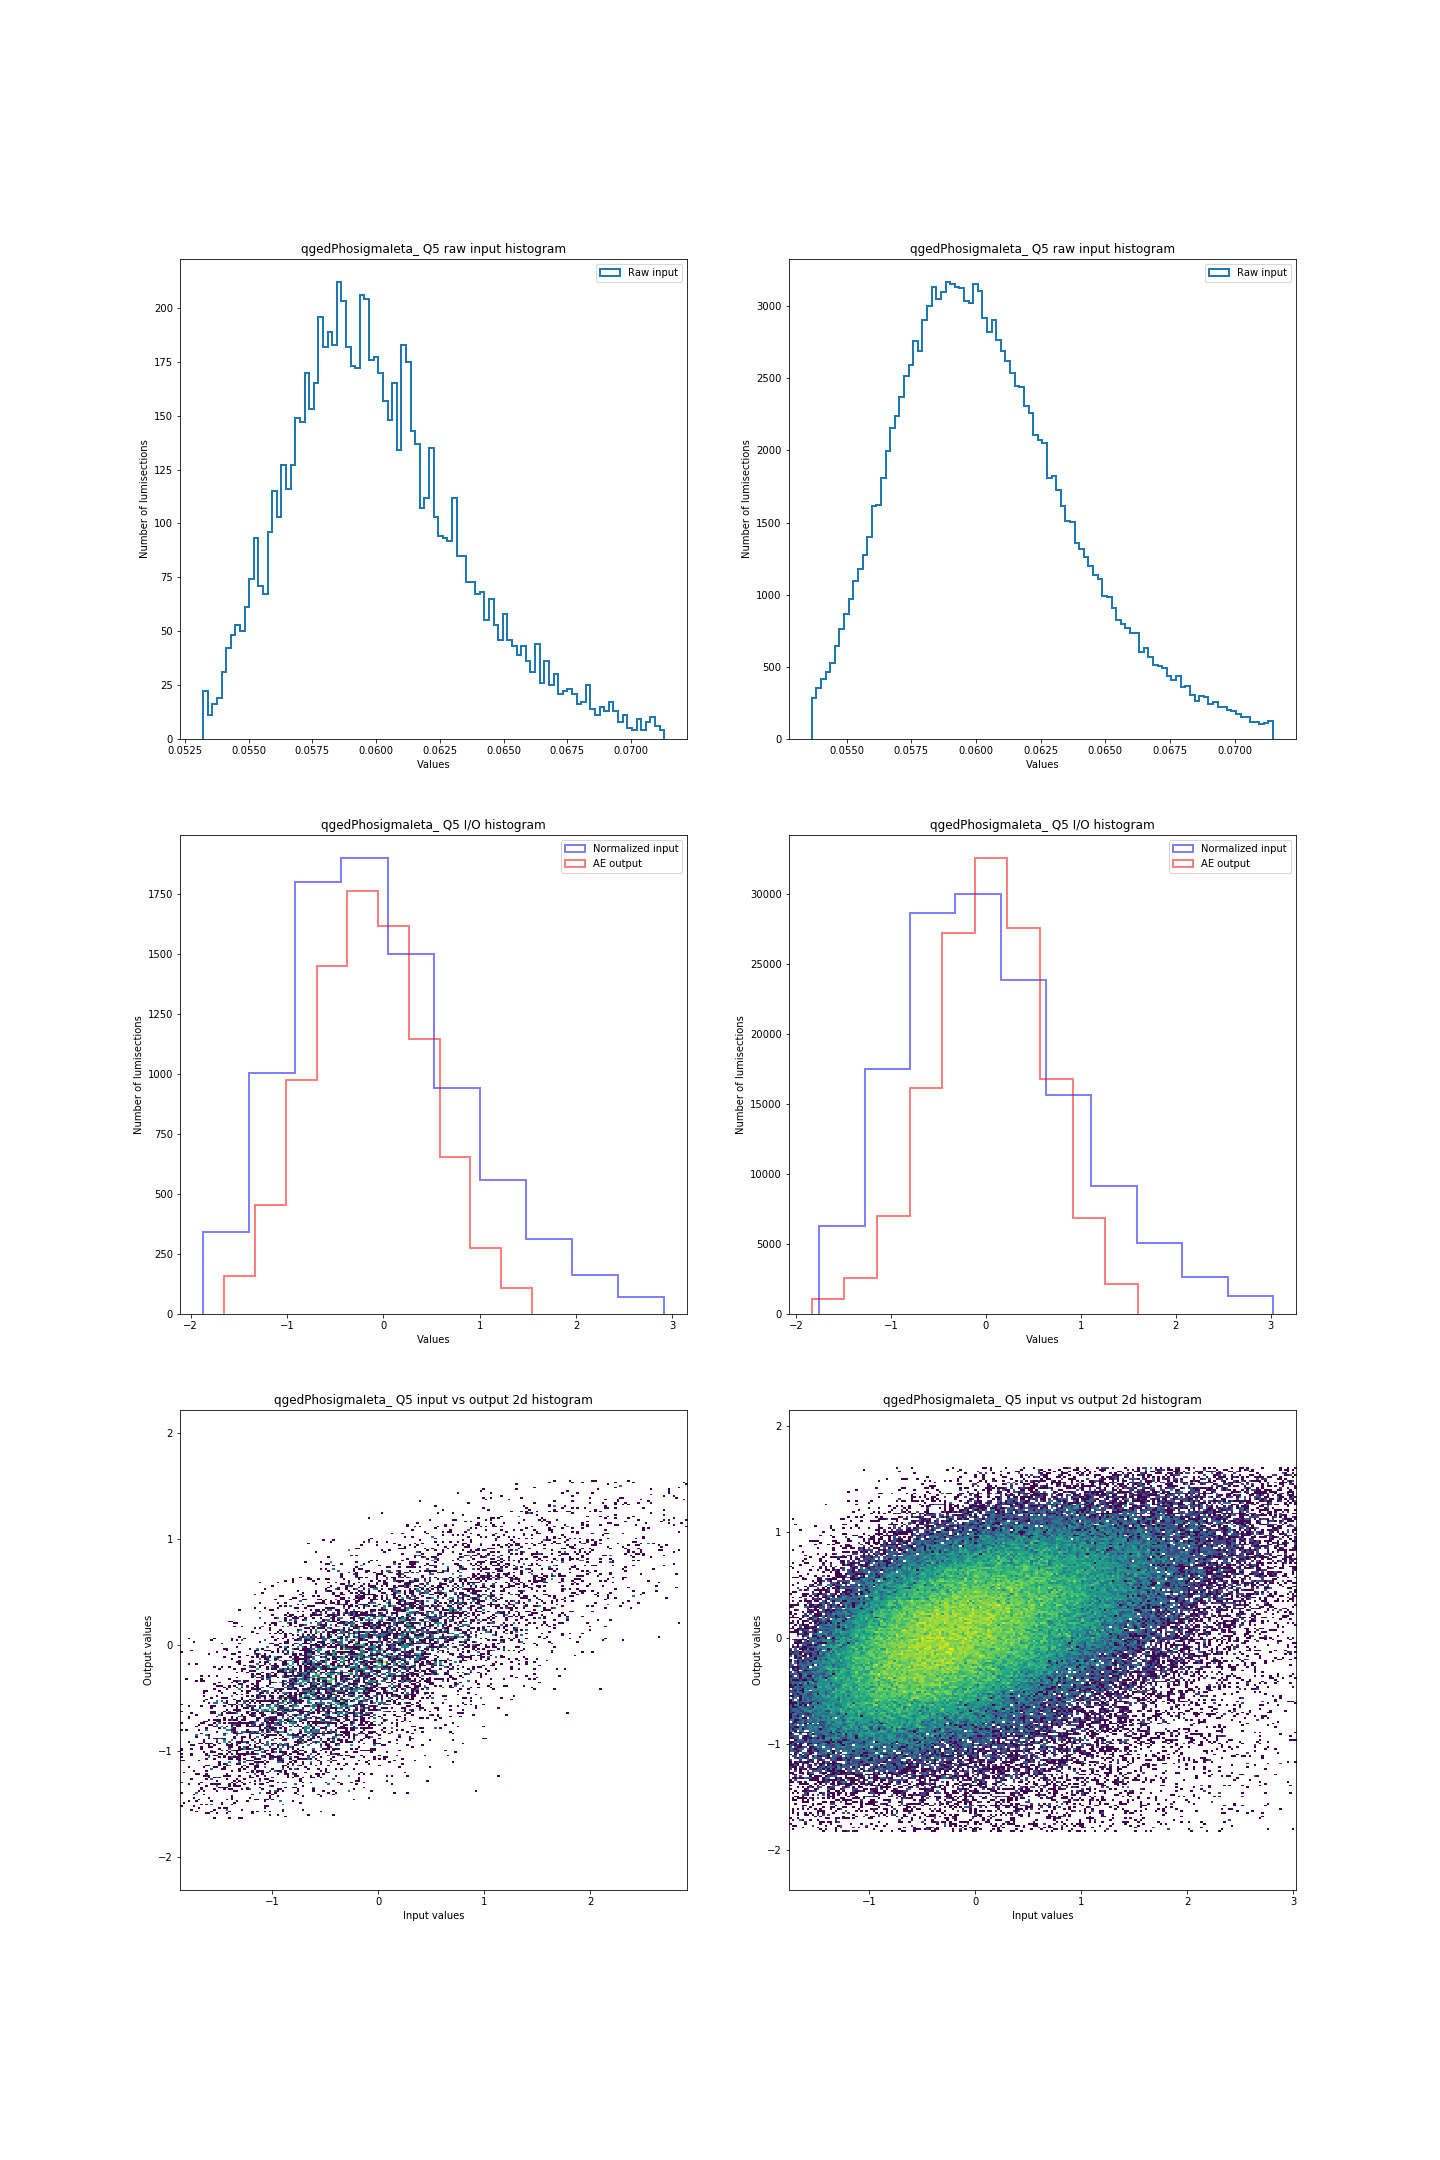 qgedPhosigmaIeta_ Q5 raw input histogram
Raw input
Number of lumisections
200
175
150
125
100
75
50
25
0
0.0525 0.0550 0.0575 0.0600 0.0625 0.0650 0.0675 0.0700
Values
qgedPhosigmaIeta_ Q5 raw input histogram
Raw input
Number of lumisections
3000
2500
2000
1500
1000
500
0
0.0550 0.0575 0.0600 0.0625 0.0650 0.0675 0.0700
Values
qgedPhosigmaIeta_ Q5 I/O histogram
Normalized input
AE output
Number of lumisections
1750
1500
1250
1000
750
500
250
0
−2 −1 0 1 2 3
Values
qgedPhosigmaIeta_ Q5 I/O histogram
Normalized input
AE output
Number of lumisections
30000
25000
20000
15000
10000
5000
0
−2 −1 0 1 2 3
Values
qgedPhosigmaIeta_ Q5 input vs output 2d histogram
Output values
2
1
0
−1
−2
−1 0 1 2
Input values
qgedPhosigmaIeta_ Q5 input vs output 2d histogram
Output values
2
1
0
−1
−2
−1 0 1 2 3
Input values